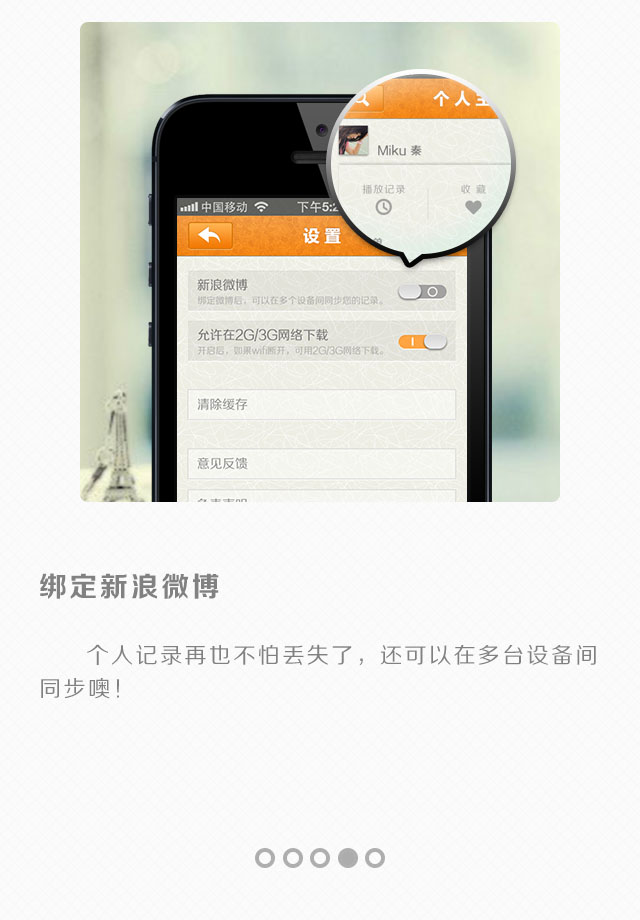 个人主
Miku 秦
播放记录 收藏
中国移动 下午5:2
设置
新浪微博
绑定微博后，可以在多个设备间同步您的记录。
允许在2G/3G网络下载
开启后，如果wifi断开，可用2G/3G网络下载。
清除缓存
意见反馈
绑定新浪微博
个人记录再也不怕丢失了，还可以在多台设备间
同步噢！